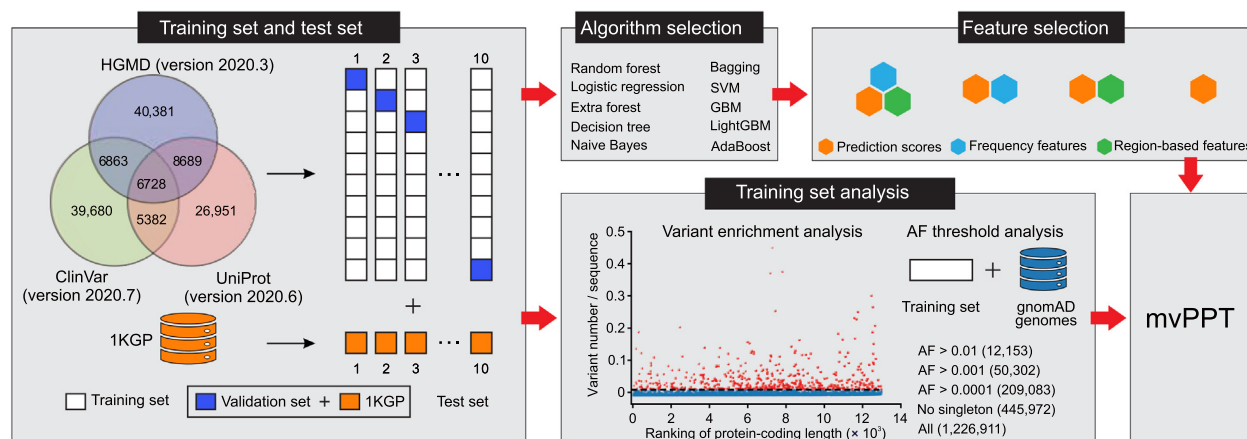 Training set and test set
HGMD (version 2020.3)
40,381
6863
8689
6728
39,680
5382
26,951
ClinVar
(version 2020.7)
UniProt
(version 2020.6)
1KGP
1 2 3 10
...
+
...
1 2 3 10
Training set
Validation set + 1KGP
Test set
Algorithm selection
Random forest
Logistic regression
Extra forest
Decision tree
Naive Bayes
Bagging
SVM
GBM
LightGBM
AdaBoost
Feature selection
Prediction scores
Frequency features
Region-based features
Training set analysis
Variant enrichment analysis
Variant number / sequence
0.5
0.4
0.3
0.2
0.1
0
0 2 4 6 8 10 12 14
Ranking of protein-coding length (× 10³)
AF threshold analysis
+
Training set
gnomAD
genomes
AF > 0.01 (12,153)
AF > 0.001 (50,302)
AF > 0.0001 (209,083)
No singleton (445,972)
All (1,226,911)
mvPPT